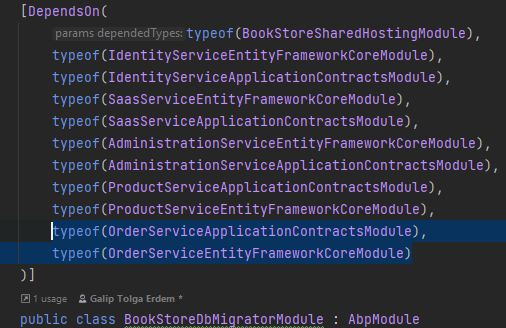 [DependsOn(
params dependedTypes: typeof(BookStoreSharedHostingModule),
typeof(IdentityServiceEntityFrameworkCoreModule),
typeof(IdentityServiceApplicationContractsModule),
typeof(SaasServiceEntityFrameworkCoreModule),
typeof(SaasServiceApplicationContractsModule),
typeof(AdministrationServiceEntityFrameworkCoreModule),
typeof(AdministrationServiceApplicationContractsModule),
typeof(ProductServiceApplicationContractsModule),
typeof(ProductServiceEntityFrameworkCoreModule),
typeof(OrderServiceApplicationContractsModule),
typeof(OrderServiceEntityFrameworkCoreModule)
)]
1 usage Galip Tolga Erdem *
public class BookStoreDbMigratorModule : AbpModule